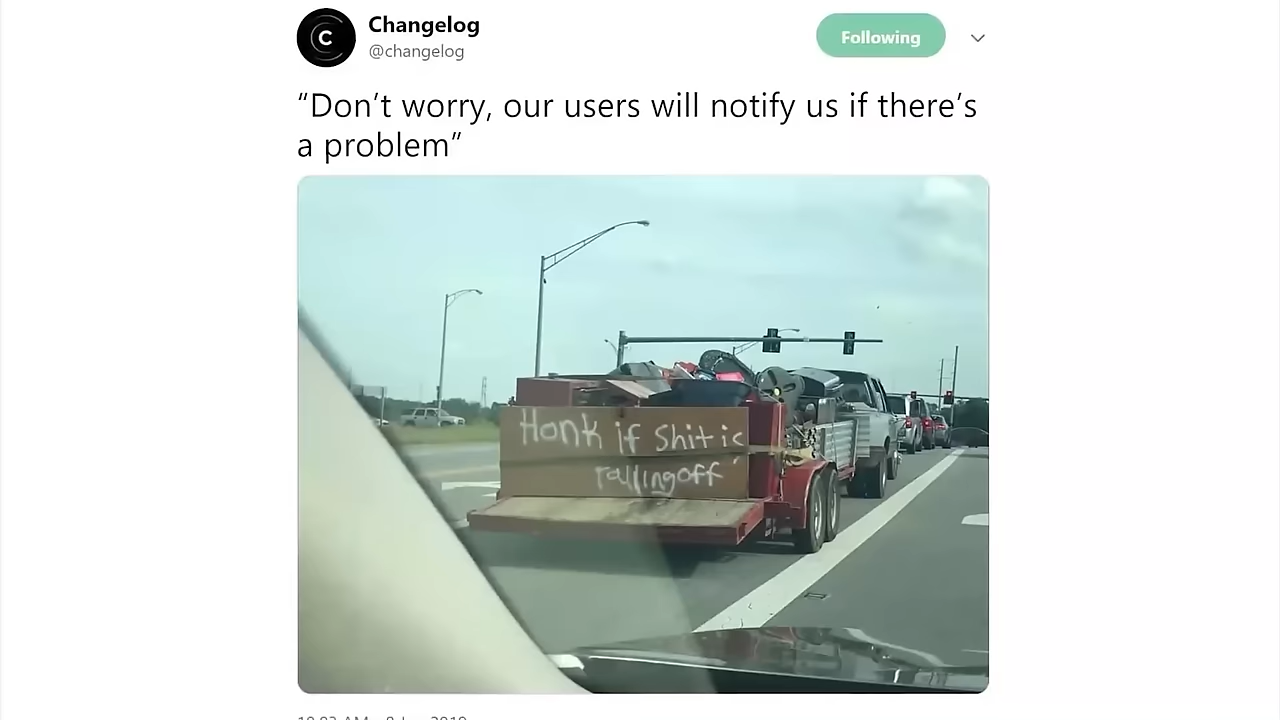 Changelog
@changelog
Following
“Don’t worry, our users will notify us if there’s
a problem”
Honk if Shit is
falling off